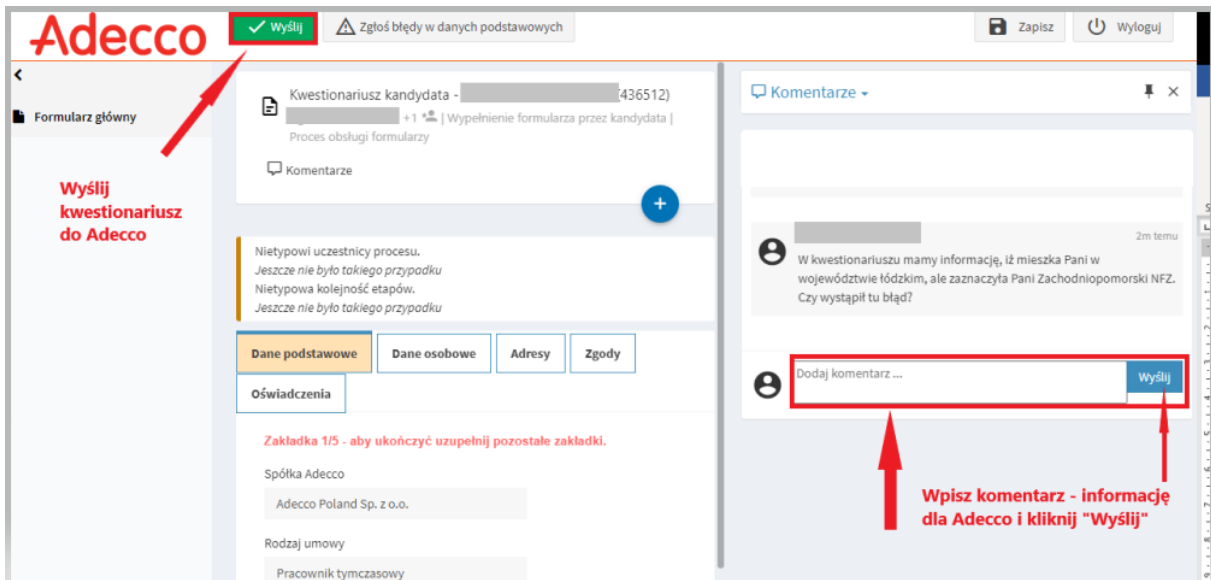 Adecco
Wyślij
Zgłoś błędy w danych podstawowych
Zapisz
Wyloguj
Formularz główny
Wyślij
kwestionariusz
do Adecco
Kwestionariusz kandydata -
(436512)
+1
| Wypełnienie formularza przez kandydata |
Proces obsługi formularzy
Komentarze
+
Nietypowi uczestnicy procesu.
Jeszcze nie było takiego przypadku
Nietypowa kolejność etapów.
Jeszcze nie było takiego przypadku
Dane podstawowe
Dane osobowe
Adresy
Zgody
Oświadczenia
Zakładka 1/5 - aby ukończyć uzupełnij pozostałe zakładki.
Spółka Adecco
Adecco Poland Sp. z o.o.
Rodzaj umowy
Pracownik tymczasowy
Komentarze
2m temu
W kwestionariuszu mamy informację, iż mieszka Pani w
województwie łódzkim, ale zaznaczyła Pani Zachodniopomorski NFZ.
Czy wystąpił tu błąd?
Dodaj komentarz ...
Wyślij
Wpisz komentarz - informację
dla Adecco i kliknij "Wyślij"